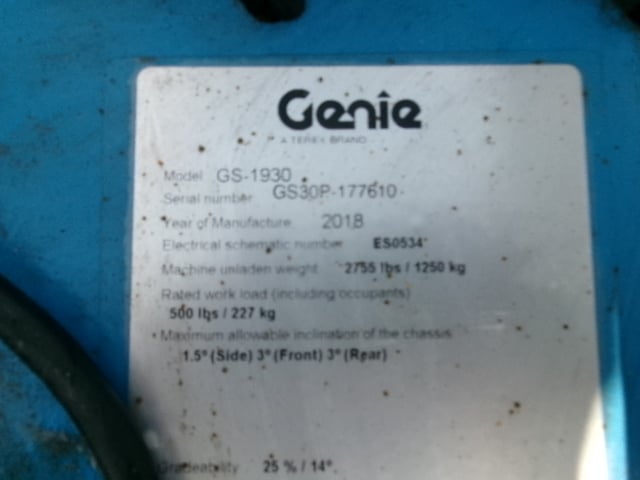 Genie
A TEREX BRAND
Model GS-1930
Serial number GS30P-177610
Year of Manufacture 2018
Electrical schematic number ES0534
Machine unladen weight 2755 lbs / 1250 kg
Rated work load (including occupants)
500 lbs / 227 kg
Maximum allowable inclination of the chassis
1.5° (Side) 3° (Front) 3° (Rear)
Gradeability 25 % / 14°